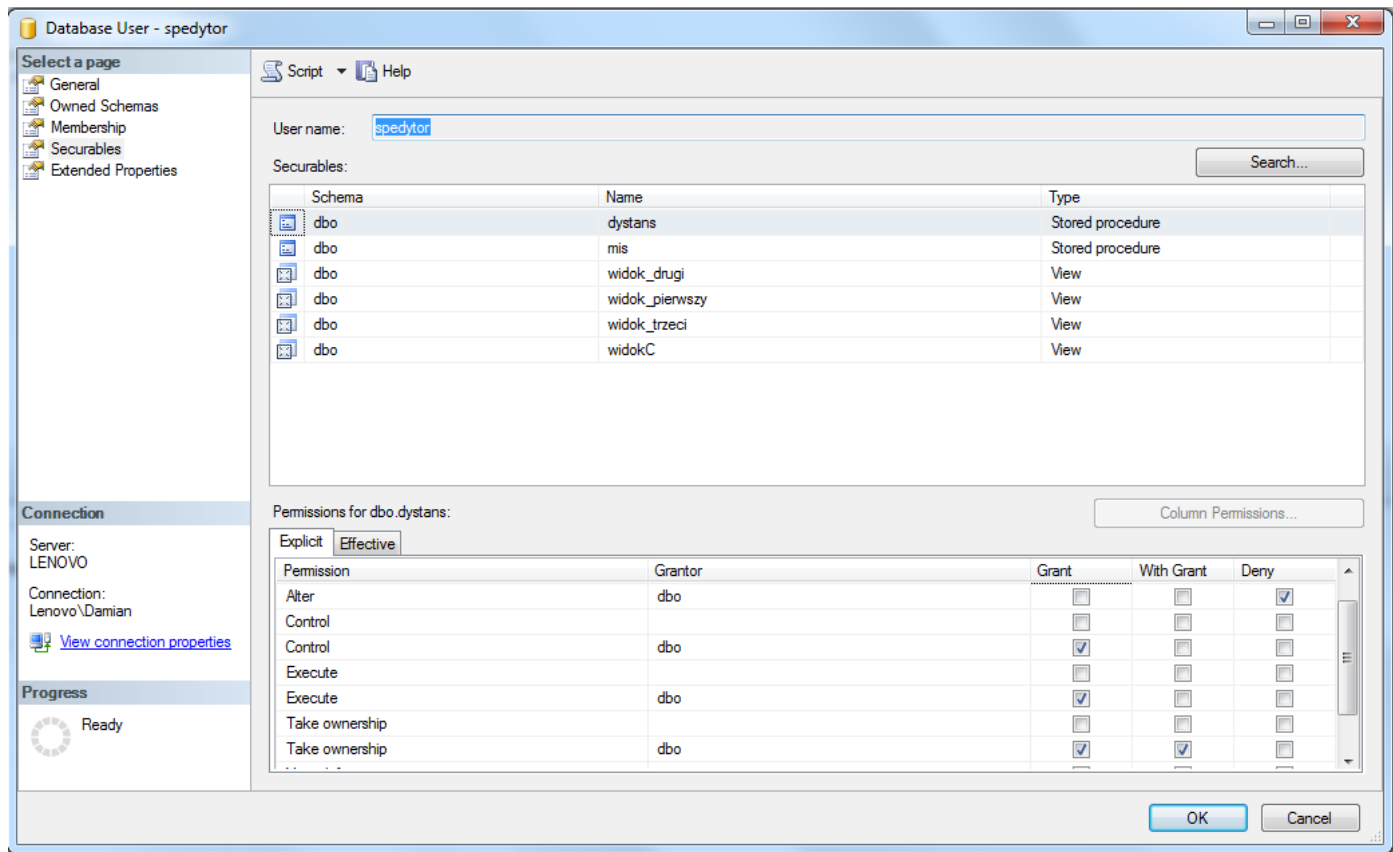 Database User - spedytor
Select a page
General
Owned Schemas
Membership
Securables
Extended Properties
Script Help
User name: spedytor
Securables: Search...
Schema Name Type
dbo dystans Stored procedure
dbo mis Stored procedure
dbo widok_drugi View
dbo widok_pierwszy View
dbo widok_trzeci View
dbo widokC View
Connection
Server:
LENOVO
Connection:
Lenovo\Damian
View connection properties
Progress
Ready
Permissions for dbo.dystans: Column Permissions...
Explicit Effective
Permission Grantor Grant With Grant Deny
Alter dbo
Control
Control dbo
Execute
Execute dbo
Take ownership
Take ownership dbo
OK Cancel